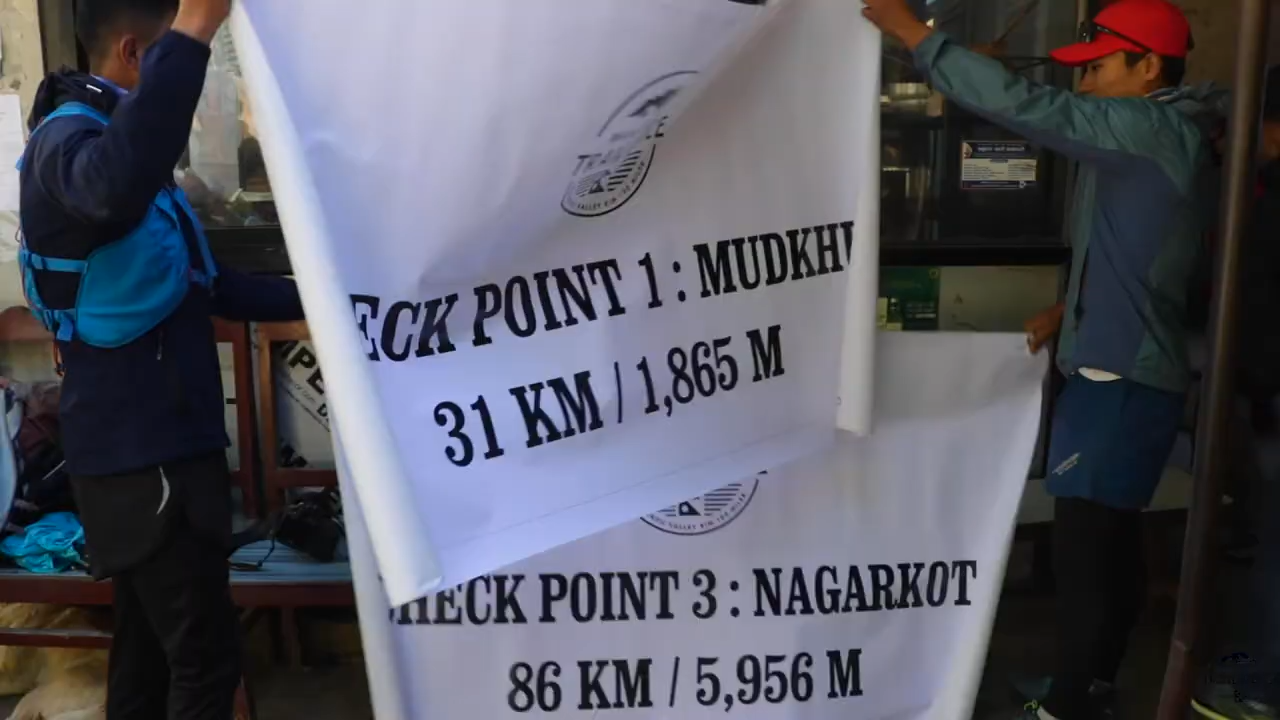 ECK POINT 1 : MUDKHU
31 KM / 1,865 M
HECK POINT 3 : NAGARKOT
86 KM / 5,956 M